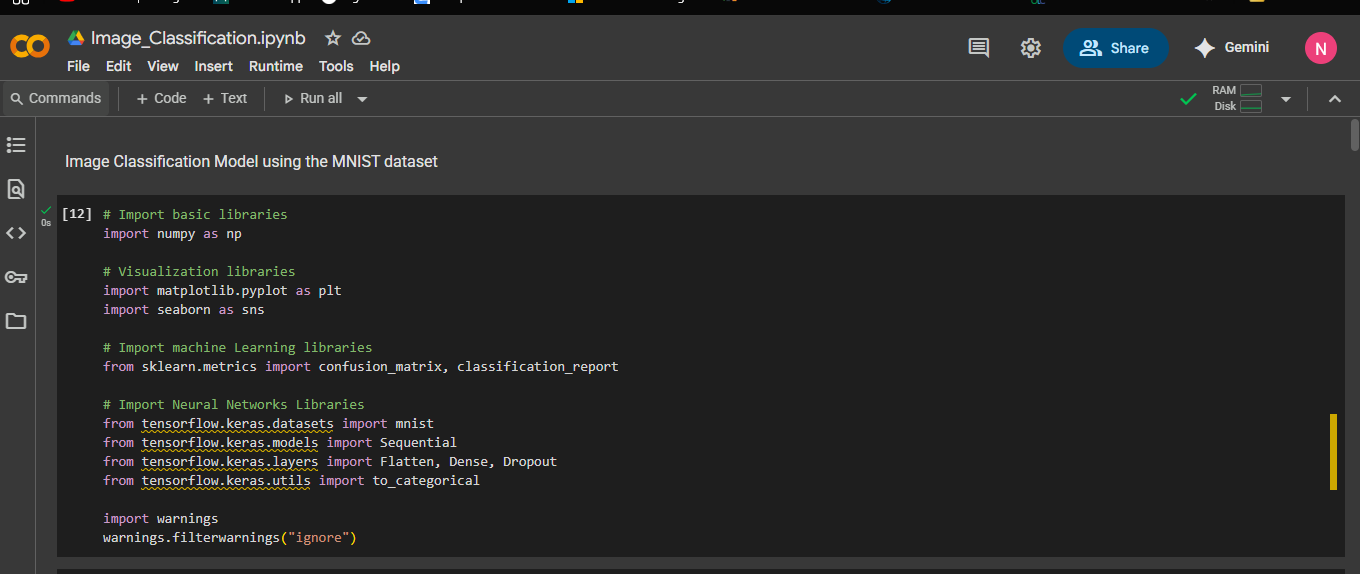 Image_Classification.ipynb
Share
Gemini
N
File Edit View Insert Runtime Tools Help
Commands + Code + Text Run all
RAM
Disk
Image Classification Model using the MNIST dataset
0s
[12] # Import basic libraries
import numpy as np
# Visualization libraries
import matplotlib.pyplot as plt
import seaborn as sns
# Import machine Learning libraries
from sklearn.metrics import confusion_matrix, classification_report
# Import Neural Networks Libraries
from tensorflow.keras.datasets import mnist
from tensorflow.keras.models import Sequential
from tensorflow.keras.layers import Flatten, Dense, Dropout
from tensorflow.keras.utils import to_categorical
import warnings
warnings.filterwarnings("ignore")